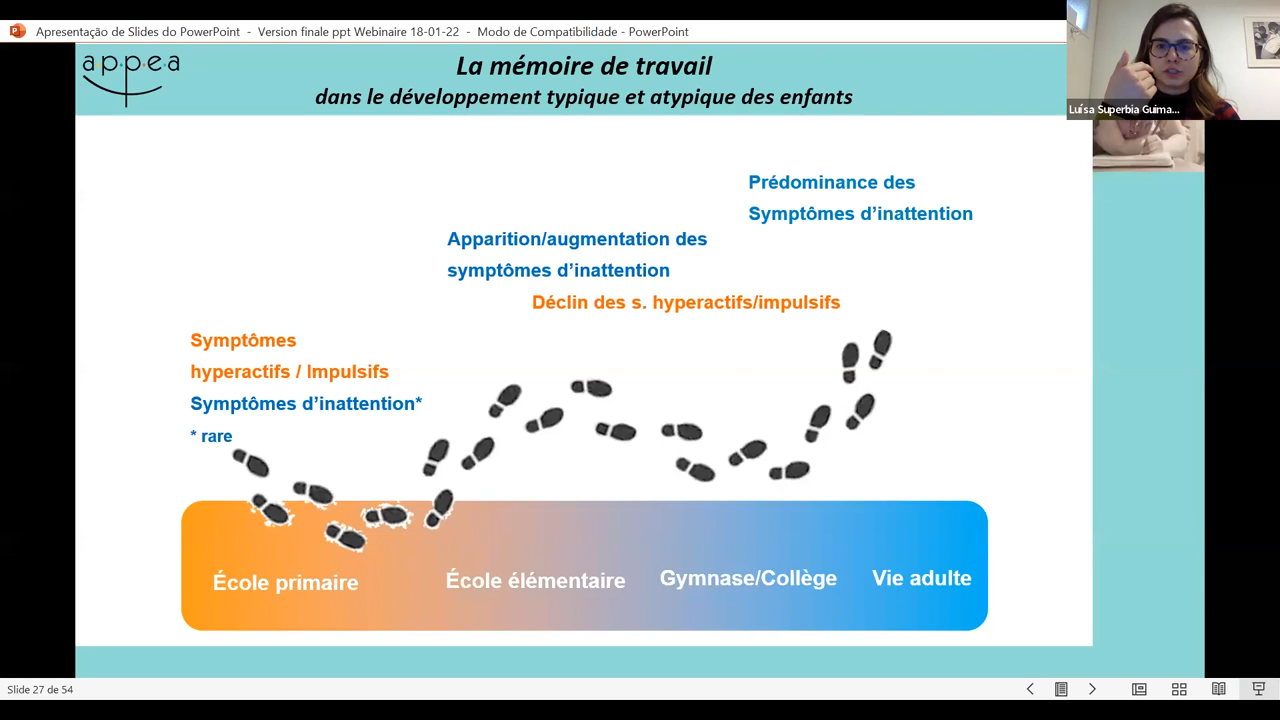 Apresentação de Slides do PowerPoint - Version finale ppt Webinaire 18-01-22 - Modo de Compatibilidade - PowerPoint
appea
La mémoire de travail
dans le développement typique et atypique des enfants
Luísa Superbia Guima...
Prédominance des
Symptômes d'inattention
Apparition/augmentation des
symptômes d'inattention
Déclin des s. hyperactifs/impulsifs
Symptômes
hyperactifs / Impulsifs
Symptômes d'inattention*
* rare
École primaire
École élémentaire
Gymnase/Collège
Vie adulte
Slide 27 de 54